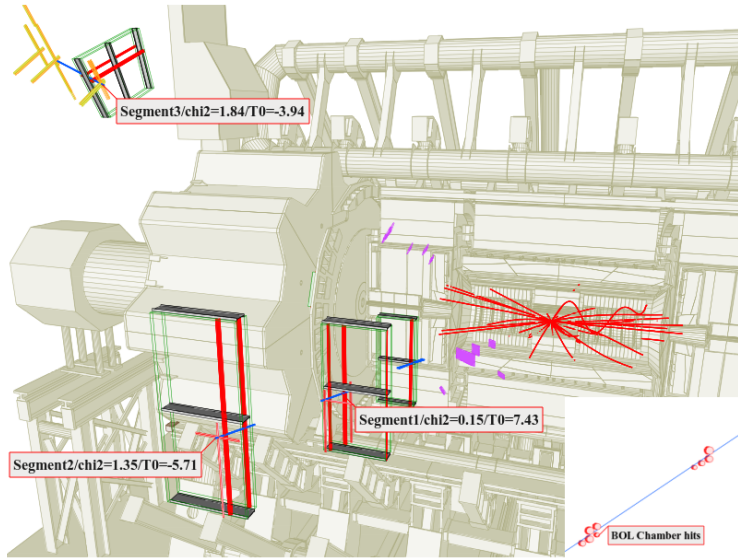 Segment3/chi2=1.84/T0=-3.94
Segment1/chi2=0.15/T0=7.43
Segment2/chi2=1.35/T0=-5.71
BOL Chamber hits